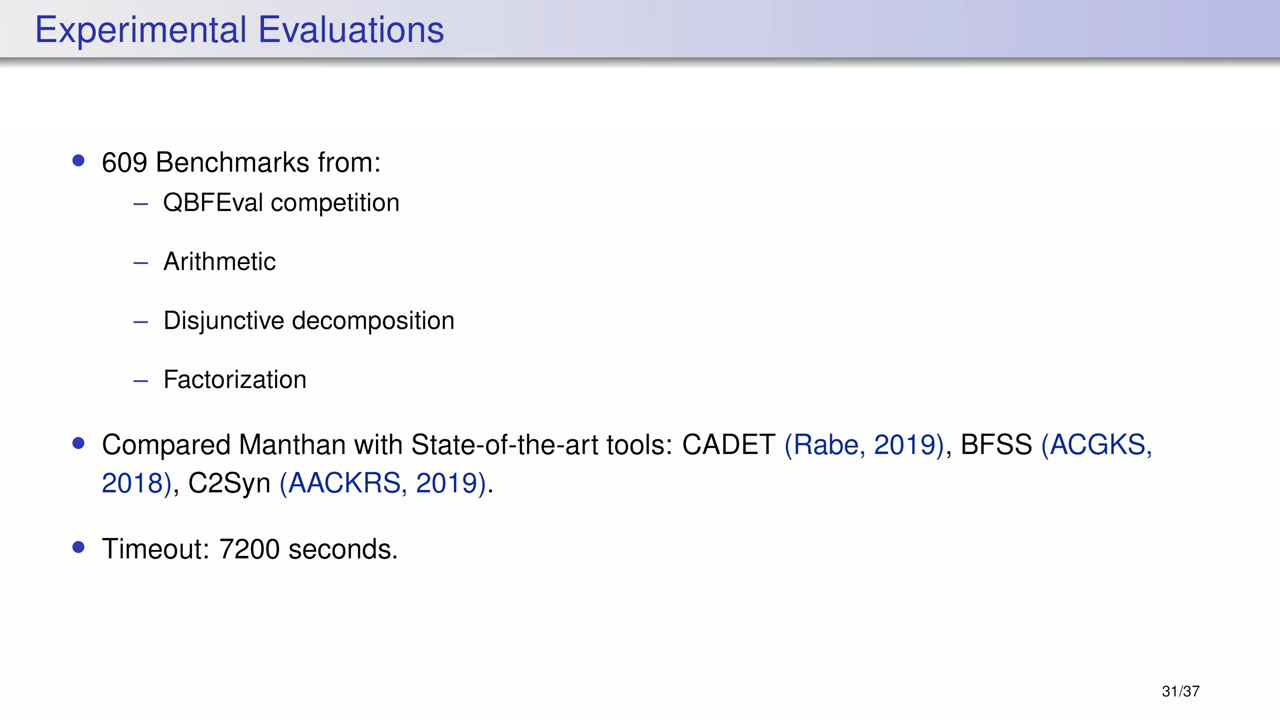 Experimental Evaluations
• 609 Benchmarks from:
– QBFEval competition
– Arithmetic
– Disjunctive decomposition
– Factorization
• Compared Manthan with State-of-the-art tools: CADET (Rabe, 2019), BFSS (ACGKS,
2018), C2Syn (AACKRS, 2019).
• Timeout: 7200 seconds.
31/37